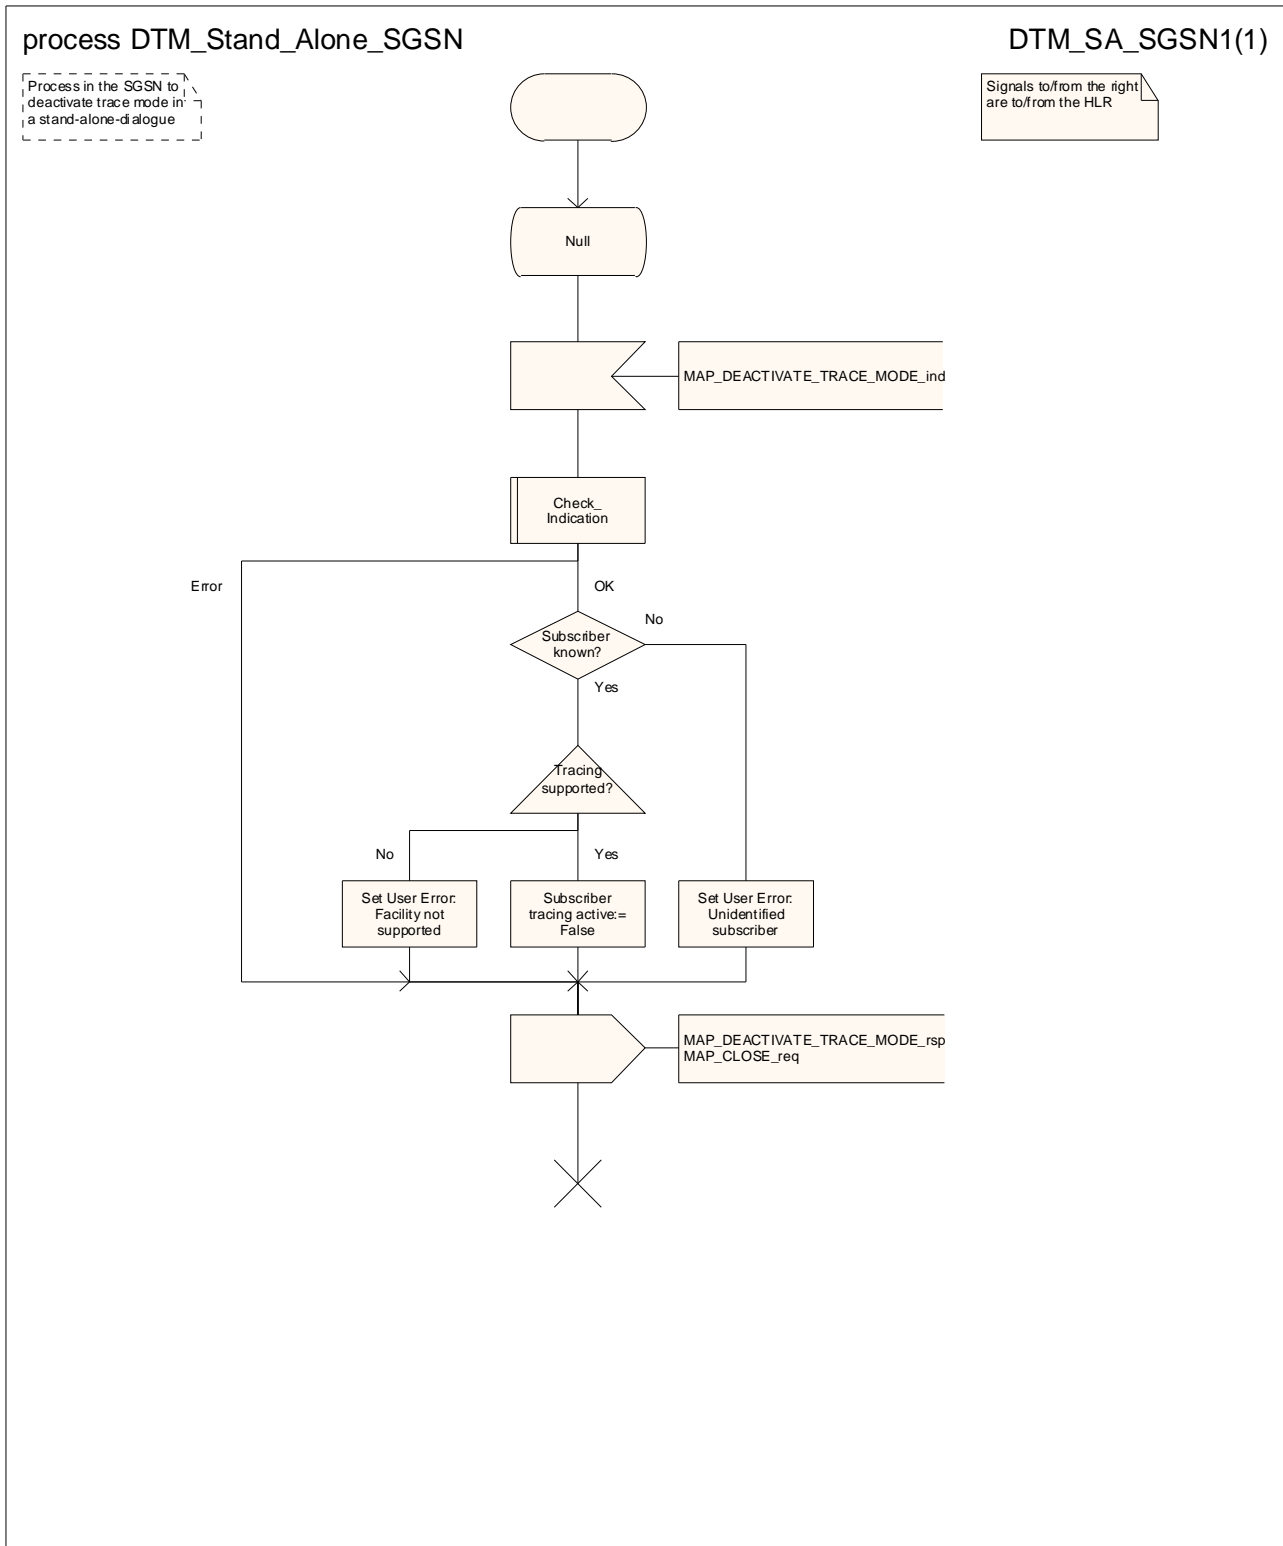 process DTM_Stand_Alone_SGSN
DTM_SA_SGSN1(1)
Process in the SGSN to
deactivate trace mode in
a stand-alone-dialogue
Signals to/from the right
are to/from the HLR
Null
MAP_DEACTIVATE_TRACE_MODE_ind
Check_
Indication
Error
OK
No
Subscriber
known?
Yes
Tracing
supported?
No
Yes
Set User Error:
Facility not
supported
Subscriber
tracing active:=
False
Set User Error:
Unidentified
subscriber
MAP_DEACTIVATE_TRACE_MODE_rsp
MAP_CLOSE_req